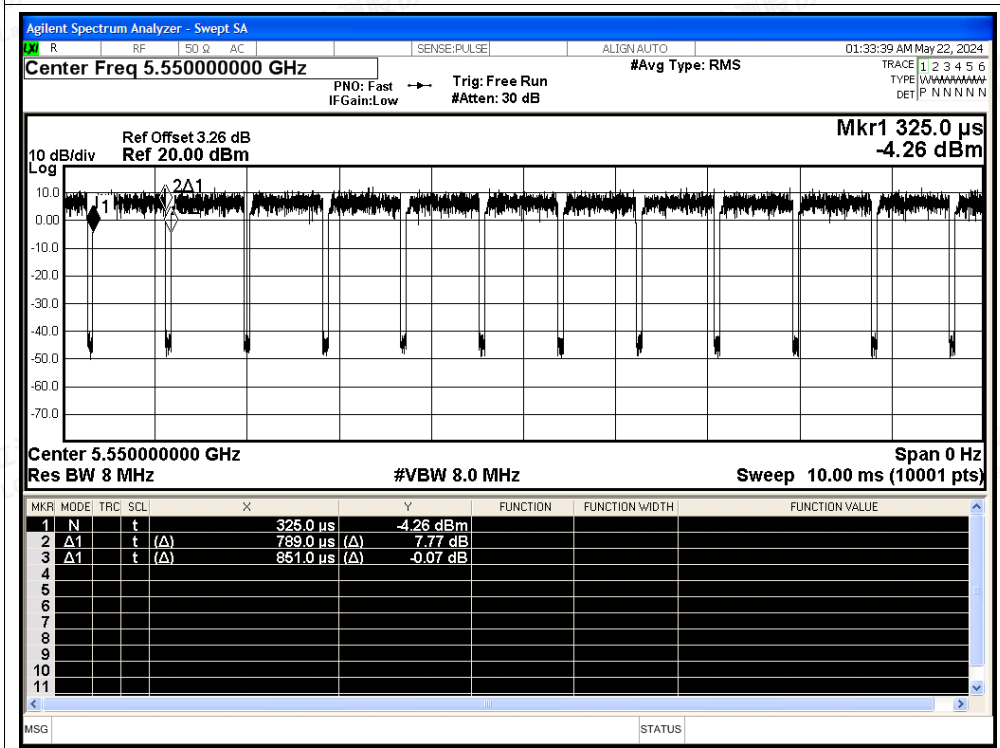 Agilent Spectrum Analyzer - Swept SA
LXI R RF 50 Ω AC SENSE:PULSE ALIGN AUTO 01:33:39 AM May 22, 2024
Center Freq 5.550000000 GHz #Avg Type: RMS TRACE 1 2 3 4 5 6
PNO: Fast Trig: Free Run TYPE WWWWWW
IFGain:Low #Atten: 30 dB DET P N N N N N
Mkr1 325.0 µs
Ref Offset 3.26 dB
10 dB/div Ref 20.00 dBm -4.26 dBm
Log
10.0
0.00
-10.0
-20.0
-30.0
-40.0
-50.0
-60.0
-70.0
1
2Δ1
Center 5.550000000 GHz Span 0 Hz
Res BW 8 MHz #VBW 8.0 MHz Sweep 10.00 ms (10001 pts)
MKR MODE TRC SCL X Y FUNCTION FUNCTION WIDTH FUNCTION VALUE
1 N t 325.0 µs -4.26 dBm
2 Δ1 t (Δ) 789.0 µs (Δ) 7.77 dB
3 Δ1 t (Δ) 851.0 µs (Δ) -0.07 dB
4
5
6
7
8
9
10
11
MSG STATUS